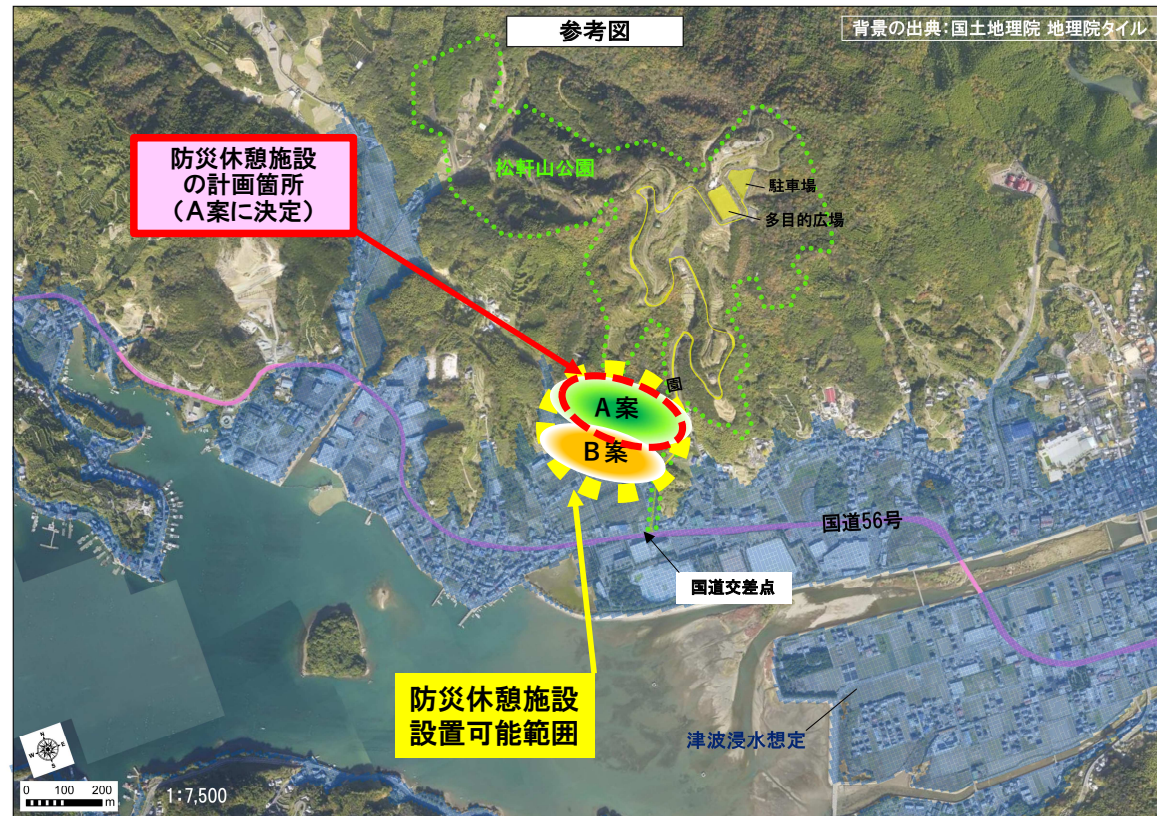 参考図
背景の出典：国土地理院 地理院タイル
防災休憩施設
の計画箇所
（A案に決定）
松軒山公園
駐車場
多目的広場
園
A案
B案
国道56号
国道交差点
防災休憩施設
設置可能範囲
津波浸水想定
N
W
E
S
0 100 200
m
1:7,500